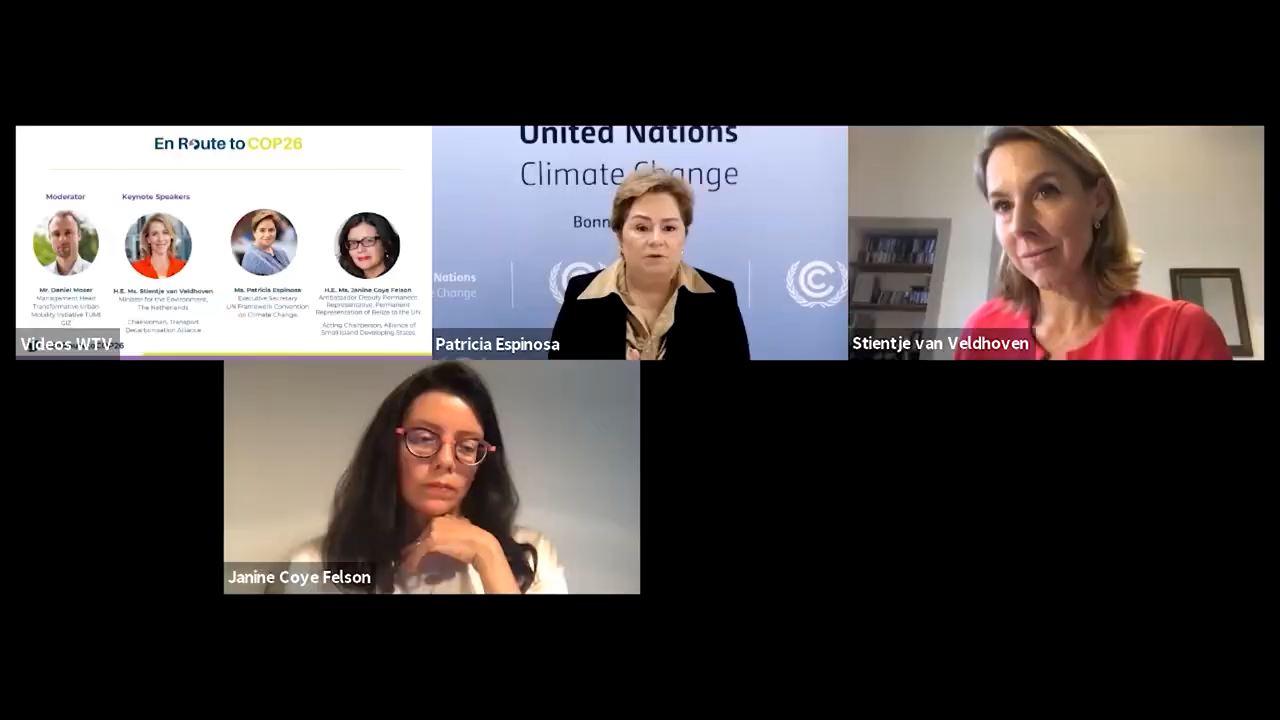 En Route to COP26
Moderator
Keynote Speakers
Mr. Daniel Moser
Management Head
Transformative Urban
Mobility Initiative TUMI
GIZ
H.E. Ms. Stientje van Veldhoven
Minister for the Environment,
The Netherlands
Chairwoman, Transport
Decarbonisation Alliance
Ms. Patricia Espinosa
Executive Secretary
UN Framework Convention
on Climate Change
H.E. Ms. Janine Coye Felson
Ambassador Deputy Permanent
Representative, Permanent
Representation of Belize to the UN
Acting Chairperson, Alliance of
Small Island Developing States
Videos WTV
United Nations
Climate Change
Bonn
Nations
Change
Patricia Espinosa
Stientje van Veldhoven
Janine Coye Felson